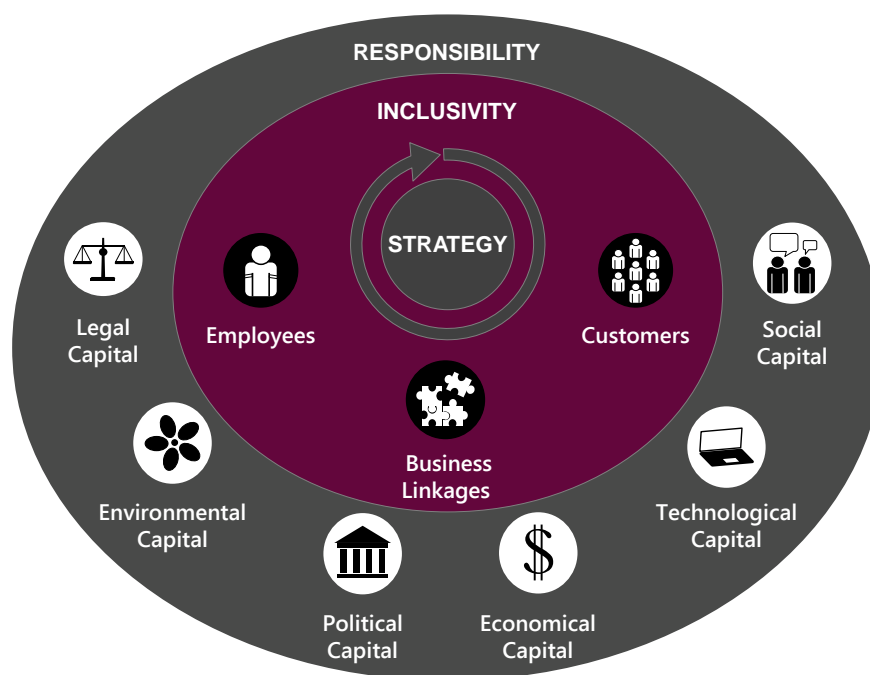 RESPONSIBILITY
INCLUSIVITY
STRATEGY
Employees
Customers
Business
Linkages
Legal
Capital
Social
Capital
Environmental
Capital
Technological
Capital
Political
Capital
Economical
Capital